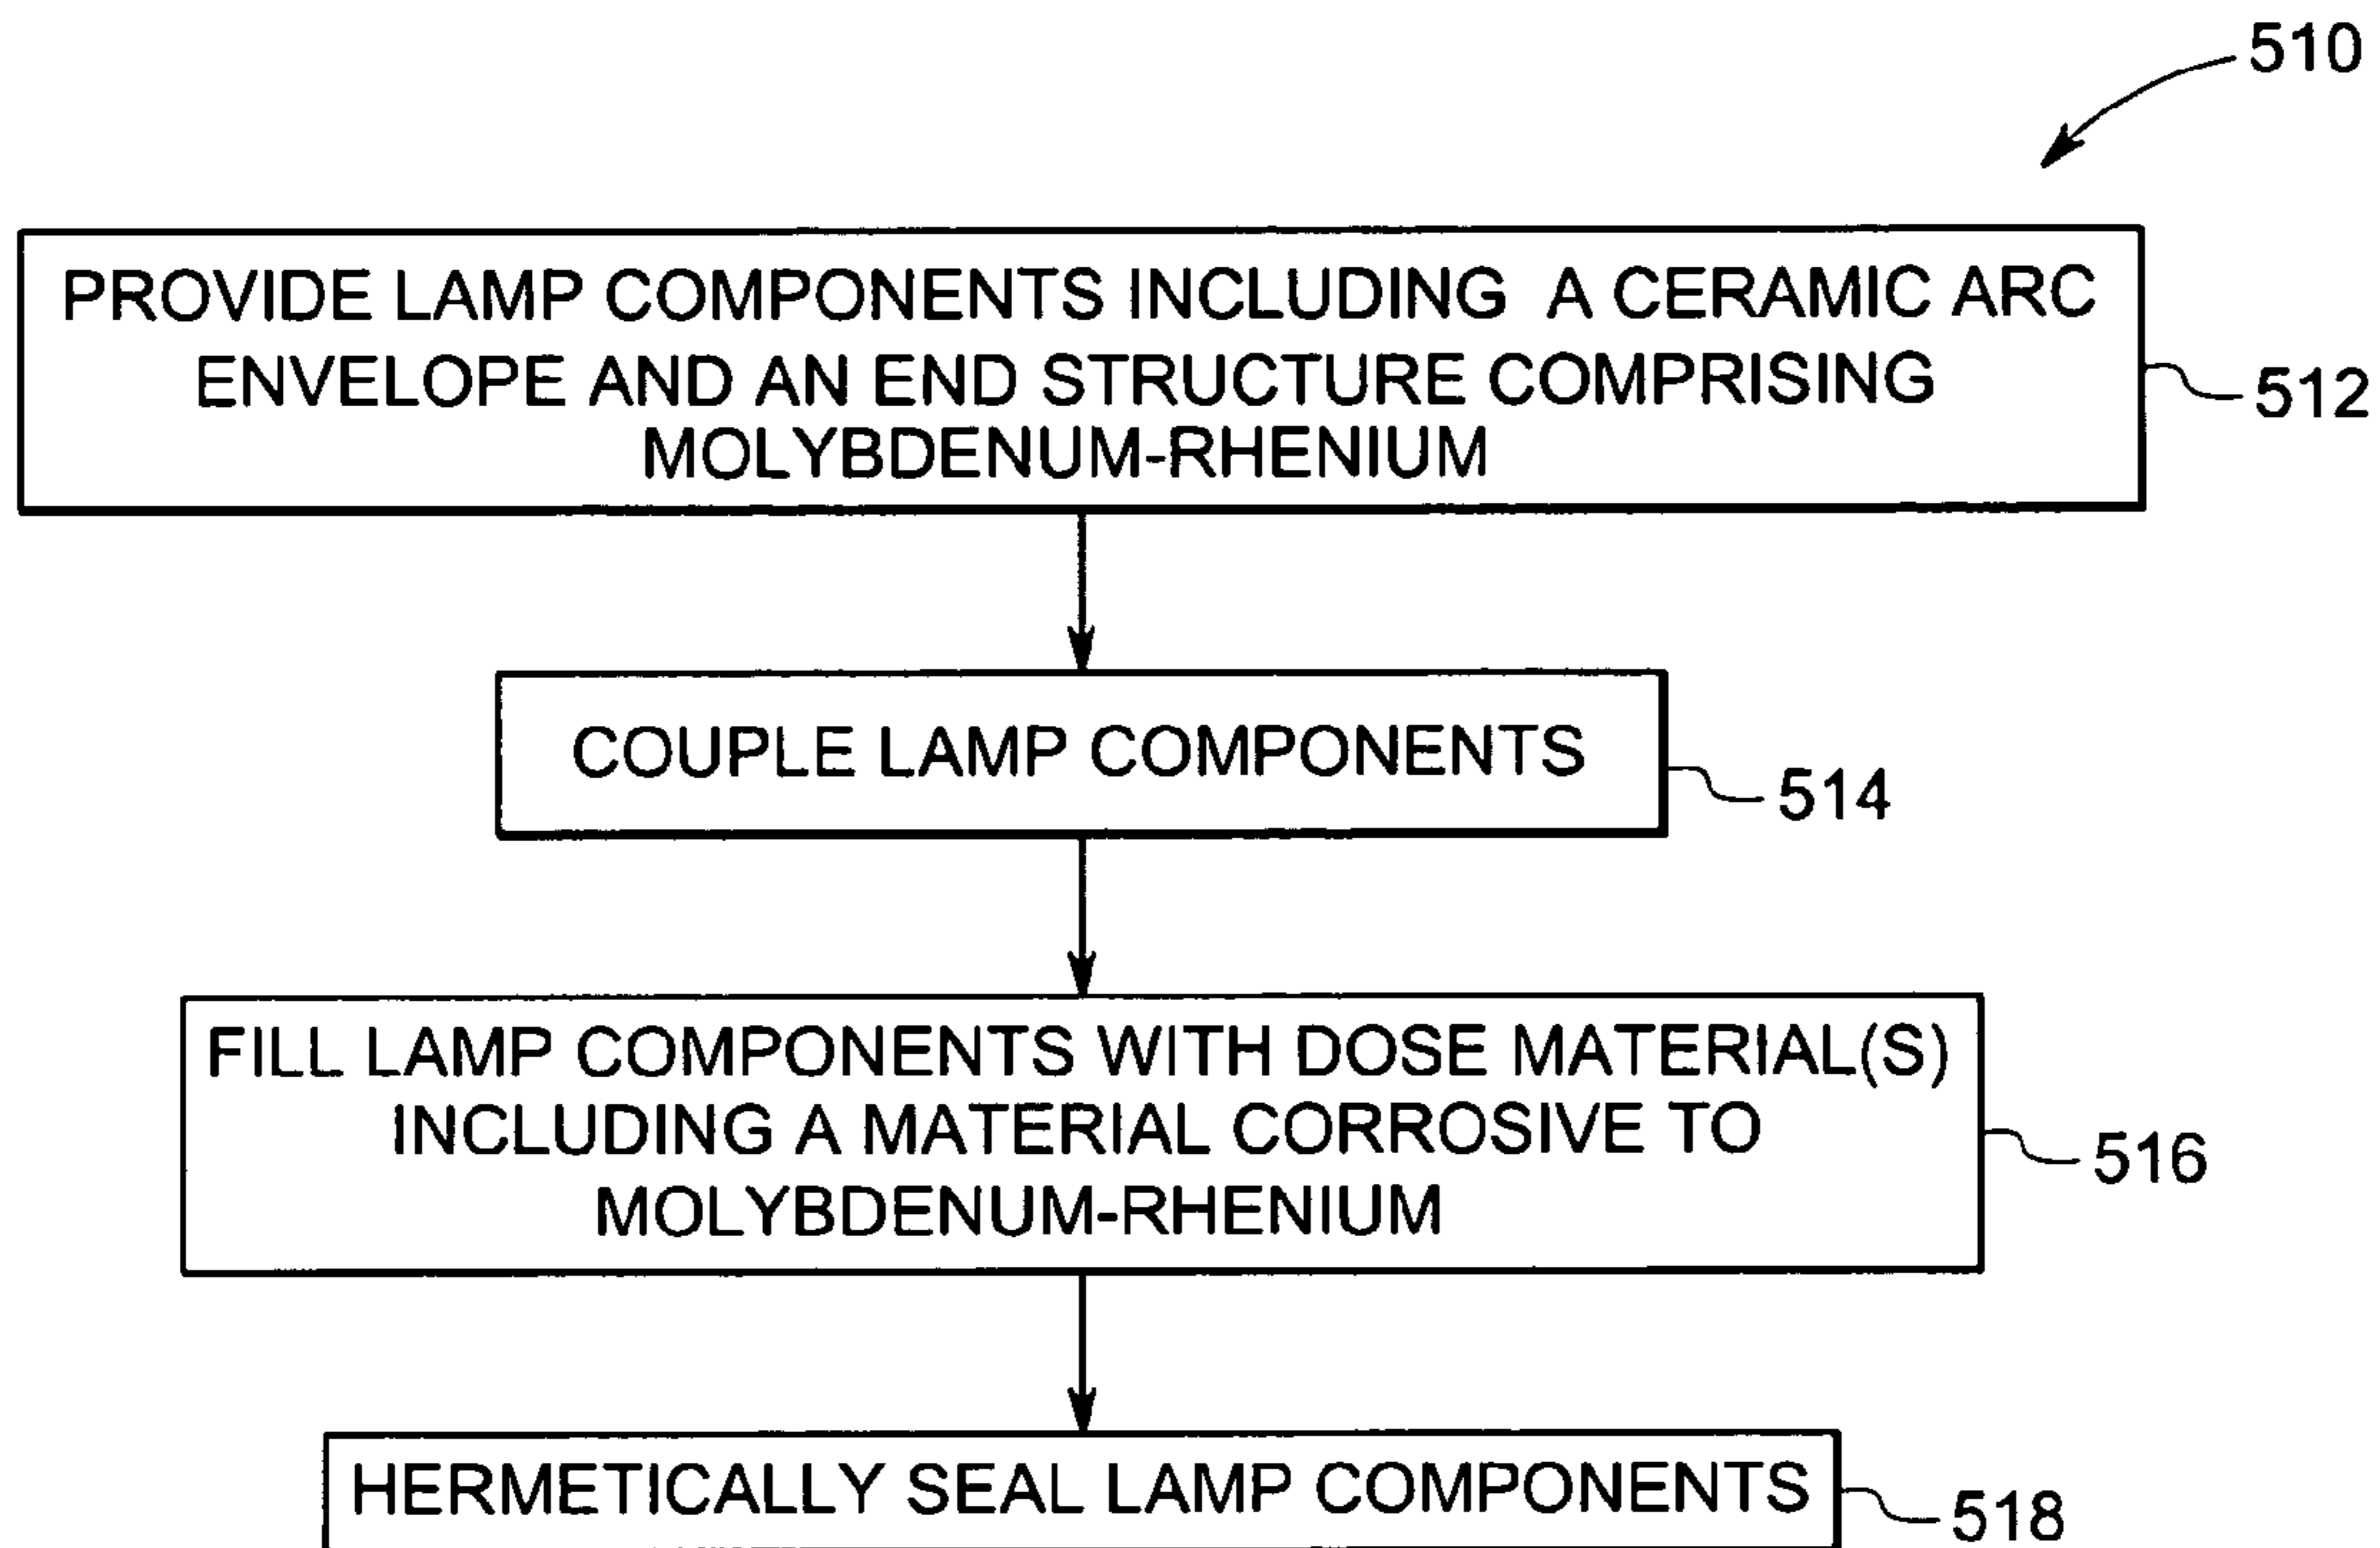 510
PROVIDE LAMP COMPONENTS INCLUDING A CERAMIC ARC
ENVELOPE AND AN END STRUCTURE COMPRISING
MOLYBDENUM-RHENIUM
512
COUPLE LAMP COMPONENTS
514
FILL LAMP COMPONENTS WITH DOSE MATERIAL(S)
INCLUDING A MATERIAL CORROSIVE TO
MOLYBDENUM-RHENIUM
516
HERMETICALLY SEAL LAMP COMPONENTS
518